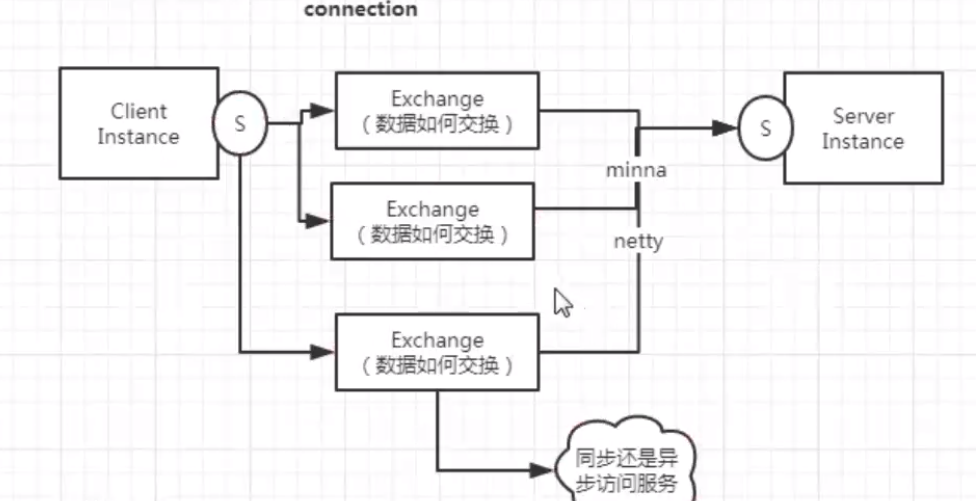 connection
Client
Instance
S
Exchange
（数据如何交换）
S
Server
Instance
minna
Exchange
（数据如何交换）
netty
Exchange
（数据如何交换）
同步还是异
步访问服务